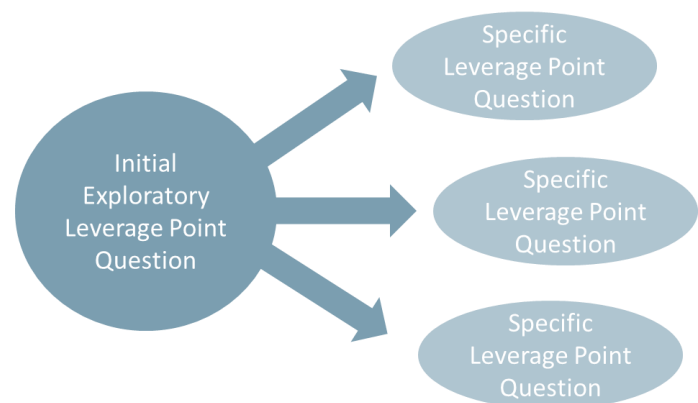 Initial
Exploratory
Leverage Point
Question
Specific
Leverage Point
Question
Specific
Leverage Point
Question
Specific
Leverage Point
Question